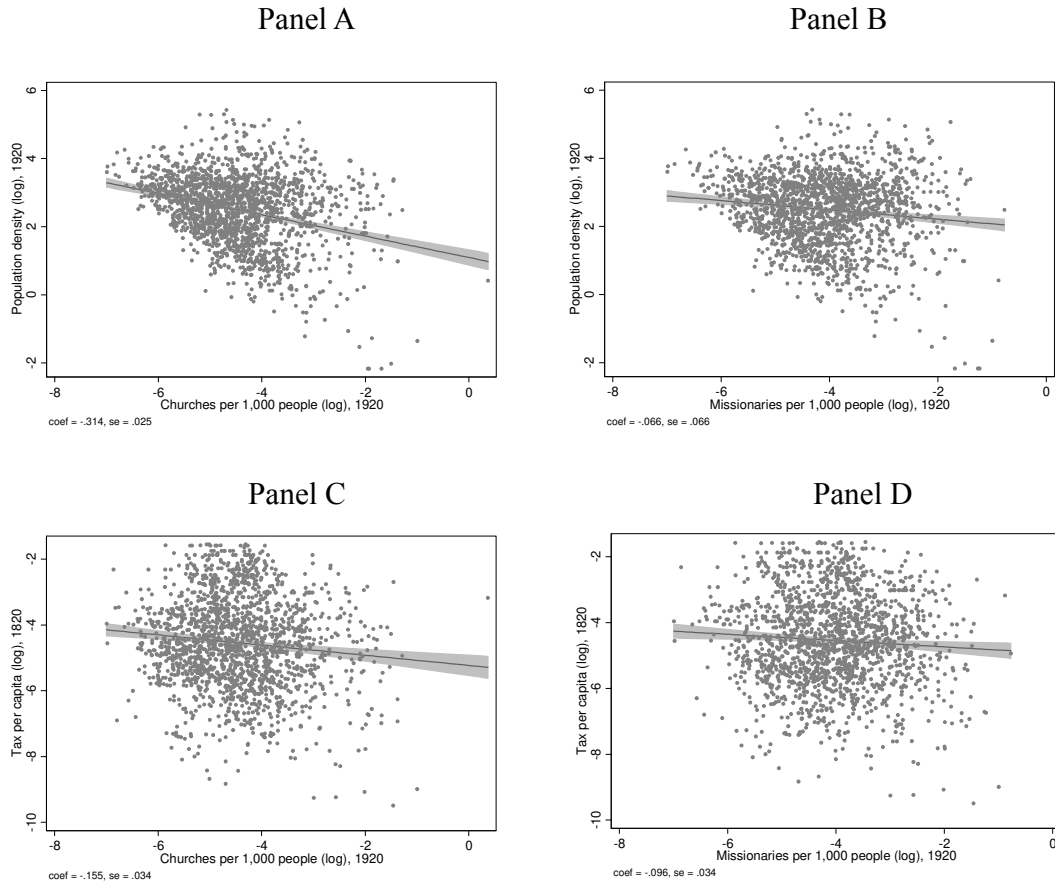 Panel A
Panel B
6
4
2
0
-2
Population density (log), 1920
-8
-6
-4
-2
0
Churches per 1,000 people (log), 1920
coef = -.314, se = .025
6
4
2
0
-2
Population density (log), 1920
-8
-6
-4
-2
0
Missionaries per 1,000 people (log), 1920
coef = -.066, se = .066
Panel C
Panel D
-2
-4
-6
-8
-10
Tax per capita (log), 1820
-8
-6
-4
-2
0
Churches per 1,000 people (log), 1920
coef = -.155, se = .034
-2
-4
-6
-8
-10
Tax per capita (log), 1820
-8
-6
-4
-2
0
Missionaries per 1,000 people (log), 1920
coef = -.096, se = .034